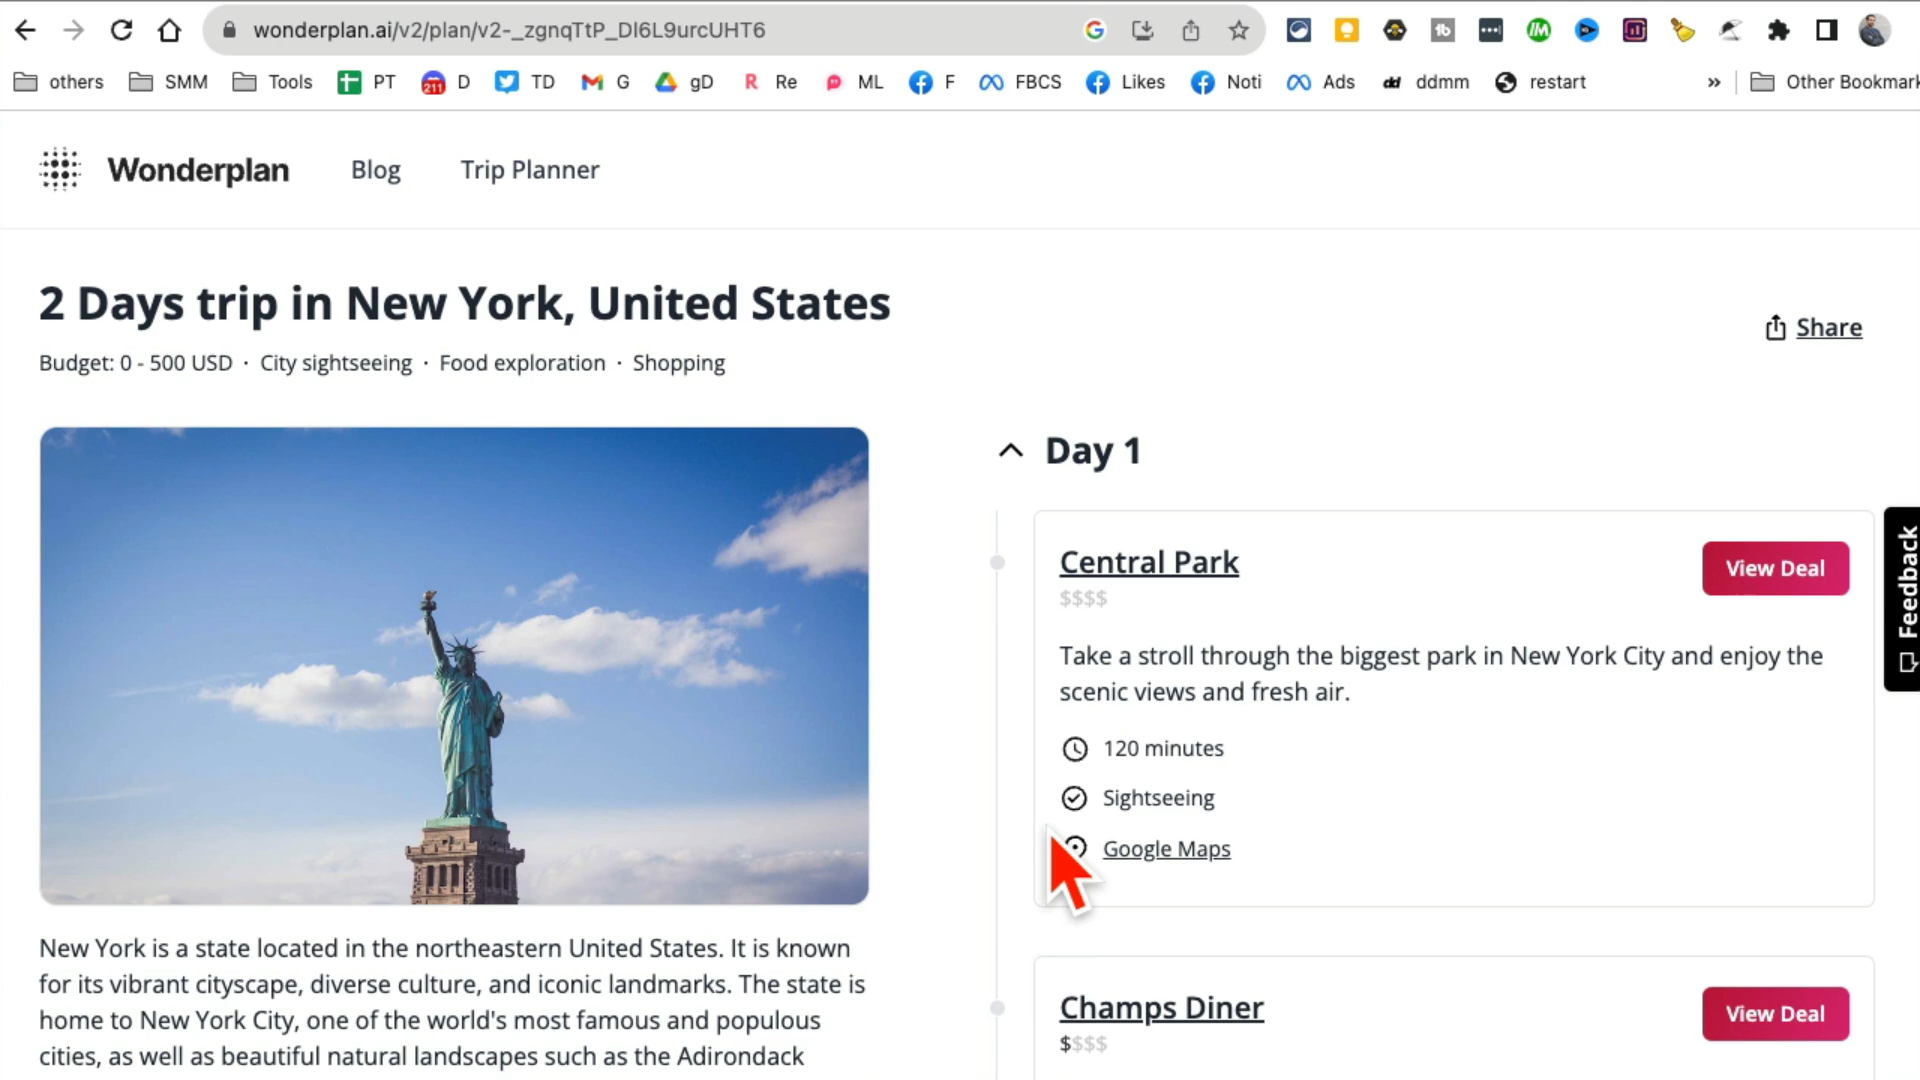 wonderplan.ai/v2/plan/v2-_zgnqTtP_Dl6L9urcUHT6
others SMM Tools PT 211 D TD G gD R Re ML F FBCS Likes Noti Ads dd ddmm restart » Other Bookmark
Wonderplan Blog Trip Planner
2 Days trip in New York, United States
Share
Budget: 0 - 500 USD · City sightseeing · Food exploration · Shopping
Day 1
Central Park
View Deal
$$$$
Take a stroll through the biggest park in New York City and enjoy the
scenic views and fresh air.
120 minutes
Sightseeing
Google Maps
Feedback
New York is a state located in the northeastern United States. It is known
for its vibrant cityscape, diverse culture, and iconic landmarks. The state is
home to New York City, one of the world's most famous and populous
cities, as well as beautiful natural landscapes such as the Adirondack
Champs Diner
View Deal
$$$$